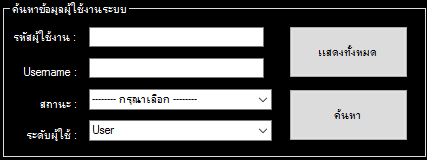 ค้นหาข้อมูลผู้ใช้งานระบบ
รหัสผู้ใช้งาน :
แสดงทั้งหมด
Username :
สถานะ : -------- กรุณาเลือก --------
ค้นหา
ระดับผู้ใช้ : User